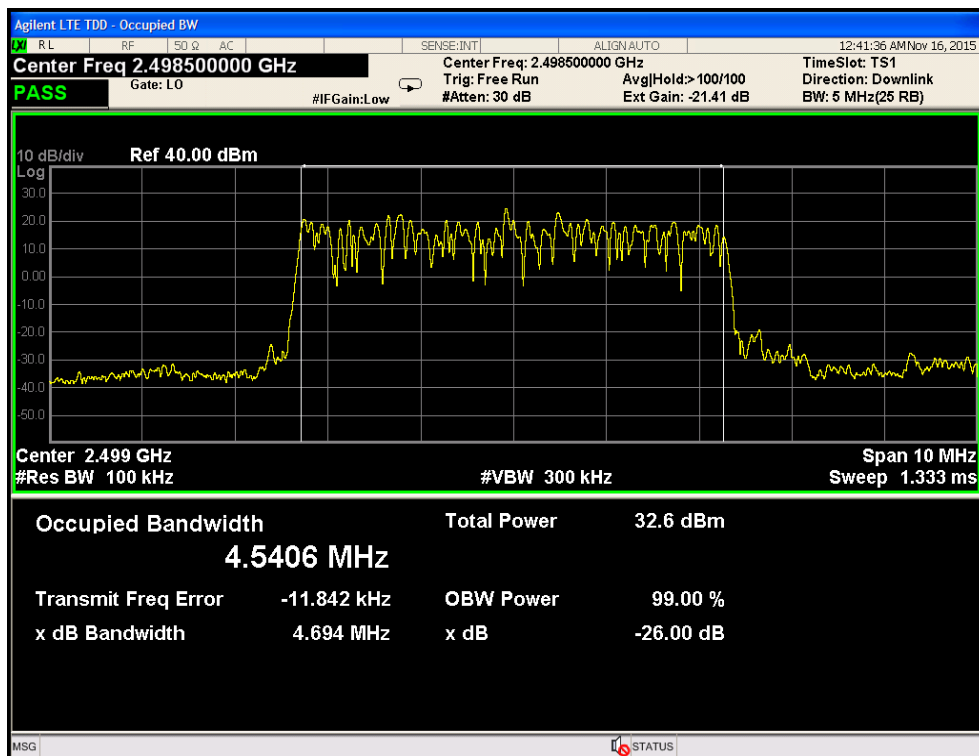 Agilent LTE TDD - Occupied BW
LXI RL RF 50 Ω AC SENSE:INT ALIGN AUTO 12:41:36 AM Nov 16, 2015
Center Freq 2.498500000 GHz
Center Freq: 2.498500000 GHz
TimeSlot: TS1
PASS
Gate: LO
#IFGain:Low
Trig: Free Run
Avg|Hold:>100/100
Direction: Downlink
#Atten: 30 dB
Ext Gain: -21.41 dB
BW: 5 MHz(25 RB)
10 dB/div
Ref 40.00 dBm
Log
30.0
20.0
10.0
0.00
-10.0
-20.0
-30.0
-40.0
-50.0
Center 2.499 GHz
Span 10 MHz
#Res BW 100 kHz
#VBW 300 kHz
Sweep 1.333 ms
Occupied Bandwidth
4.5406 MHz
Total Power 32.6 dBm
Transmit Freq Error -11.842 kHz
OBW Power 99.00 %
x dB Bandwidth 4.694 MHz
x dB -26.00 dB
MSG
STATUS